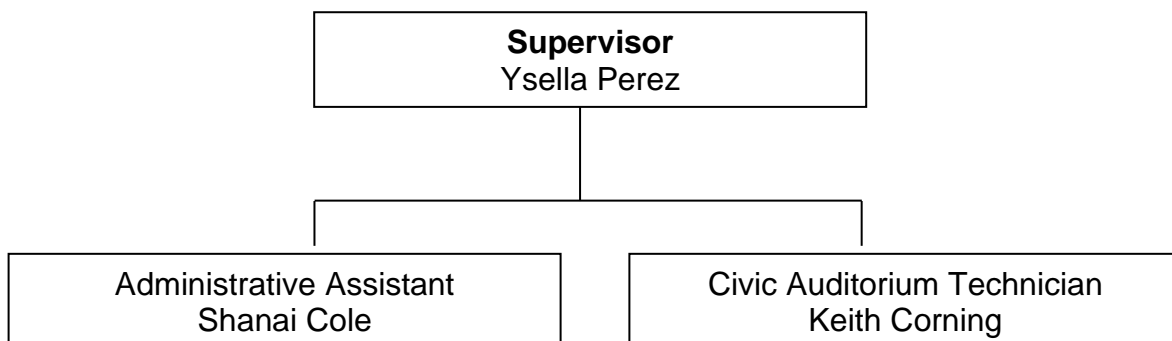 Supervisor
Ysella Perez
Administrative Assistant
Shanai Cole
Civic Auditorium Technician
Keith Corning